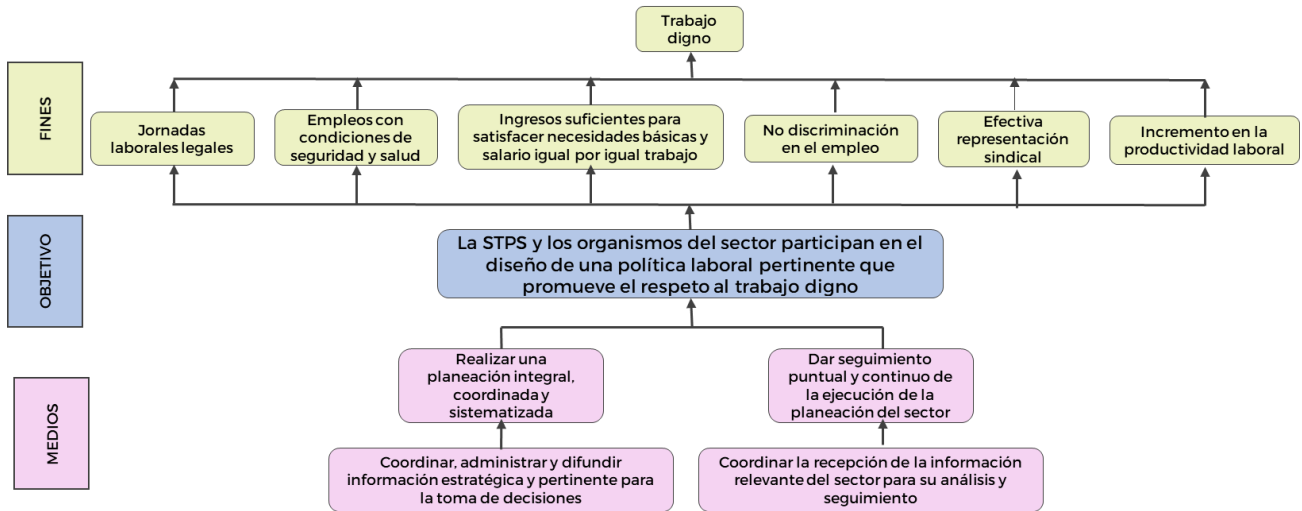 Trabajo
digno
FINES
Jornadas
laborales legales
Empleos con
condiciones de
seguridad y salud
Ingresos suficientes para
satisfacer necesidades básicas y
salario igual por igual trabajo
No discriminación
en el empleo
Efectiva
representación
sindical
Incremento en la
productividad laboral
OBJETIVO
La STPS y los organismos del sector participan en el
diseño de una política laboral pertinente que
promueve el respeto al trabajo digno
MEDIOS
Realizar una
planeación integral,
coordinada y
sistematizada
Dar seguimiento
puntual y continuo de
la ejecución de la
planeación del sector
Coordinar, administrar y difundir
información estratégica y pertinente para
la toma de decisiones
Coordinar la recepción de la información
relevante del sector para su análisis y
seguimiento